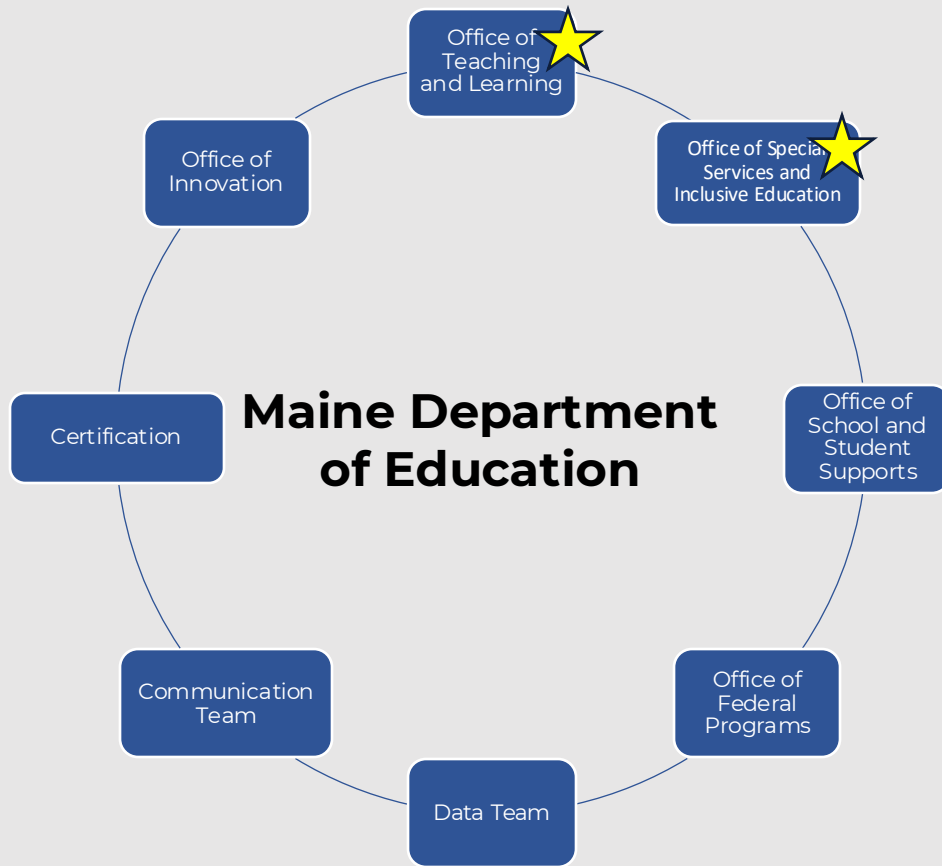 Office of
Teaching
and Learning
Office of Special
Services and
Inclusive Education
Office of
School and
Student
Supports
Office of
Federal
Programs
Data Team
Communication
Team
Certification
Office of
Innovation
Maine Department
of Education